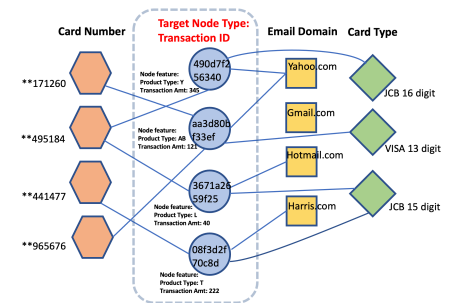 Target Node Type:
Transaction ID
Card Number
Email Domain
Card Type
490d7f2
56340
Node feature:
Product Type: Y
Transaction Amt: 345
Yahoo.com
**171260
JCB 16 digit
aa3d80b
f33ef
Node feature:
Product Type: AB
Transaction Amt: 121
Gmail.com
**495184
VISA 13 digit
Hotmail.com
3671a26
59f25
Node feature:
Product Type: L
Transaction Amt: 40
**441477
Harris.com
JCB 15 digit
**965676
08f3d2f
70c8d
Node feature:
Product Type: T
Transaction Amt: 222